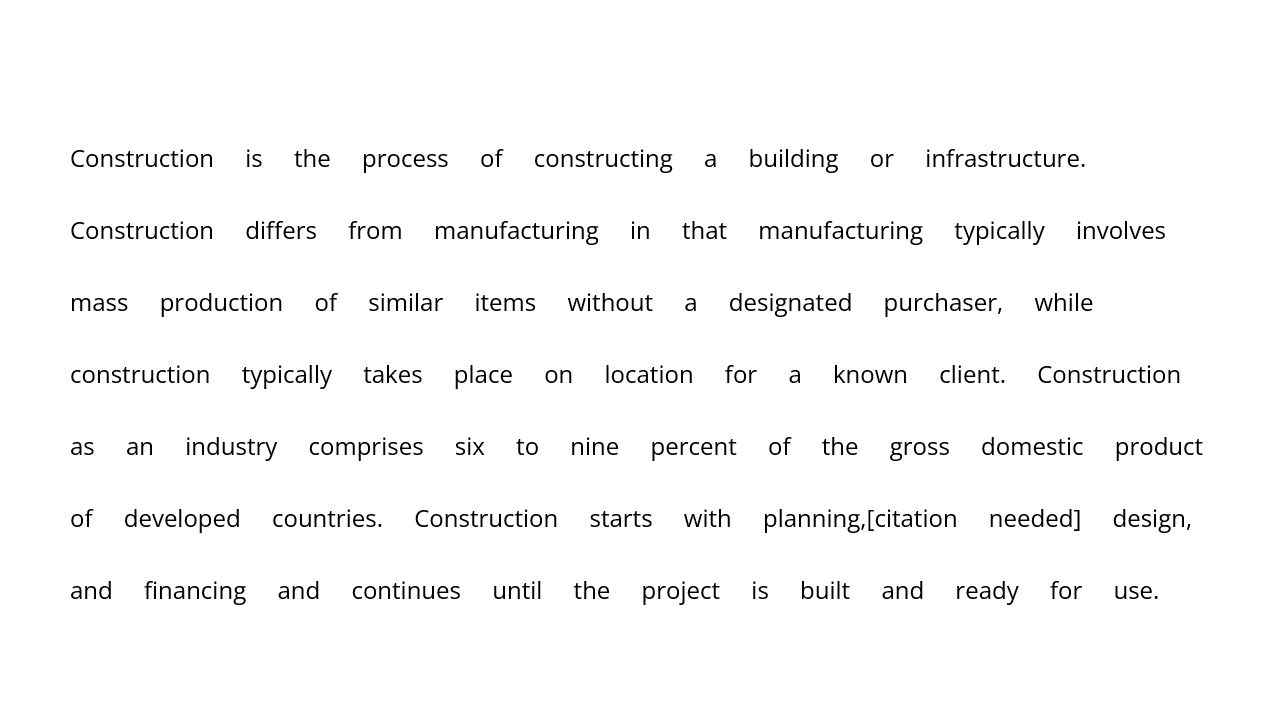 Construction is the process of constructing a building or infrastructure.
Construction differs from manufacturing in that manufacturing typically involves
mass production of similar items without a designated purchaser, while
construction typically takes place on location for a known client. Construction
as an industry comprises six to nine percent of the gross domestic product
of developed countries. Construction starts with planning,[citation needed] design,
and financing and continues until the project is built and ready for use.